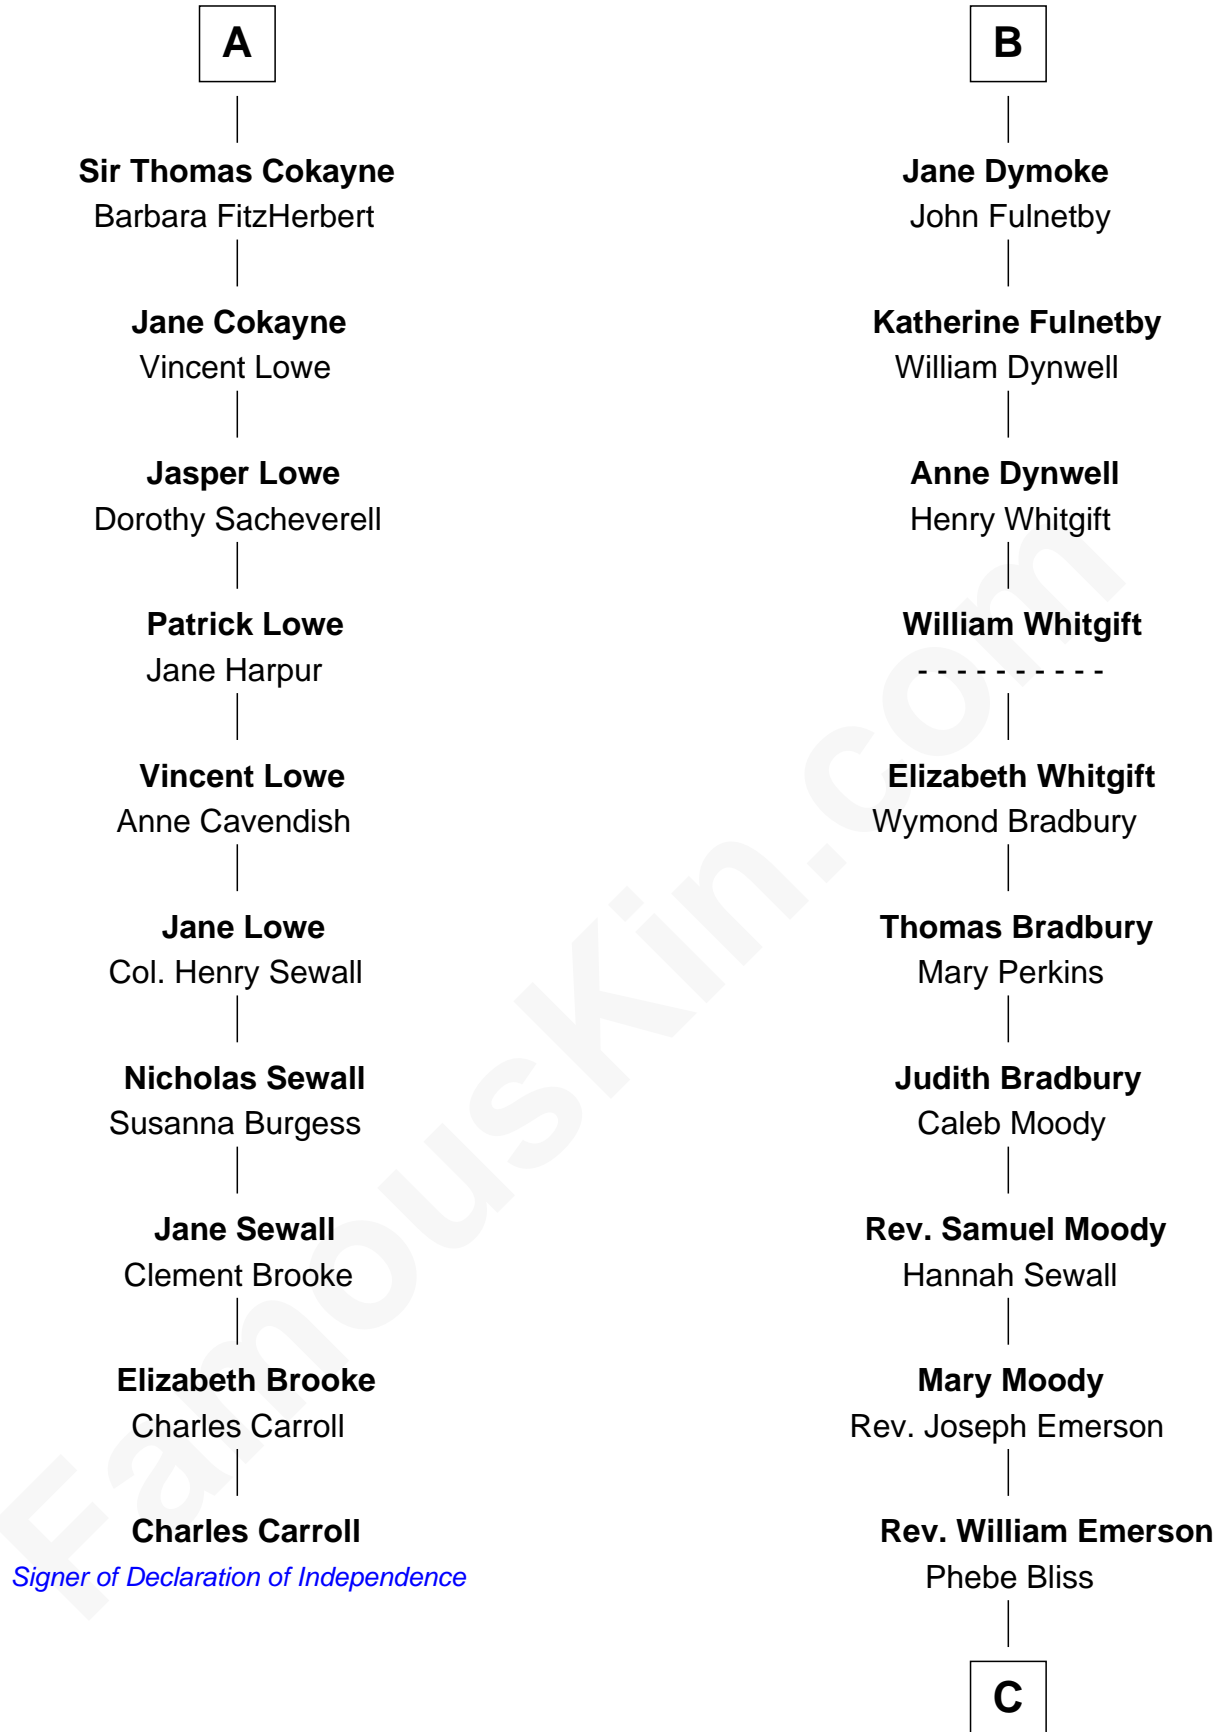 A
Sir Thomas Cokayne
Barbara FitzHerbert
Jane Cokayne
Vincent Lowe
Jasper Lowe
Dorothy Sacheverell
Patrick Lowe
Jane Harpur
Vincent Lowe
Anne Cavendish
Jane Lowe
Col. Henry Sewall
Nicholas Sewall
Susanna Burgess
Jane Sewall
Clement Brooke
Elizabeth Brooke
Charles Carroll
Charles Carroll
Signer of Declaration of Independence
B
Jane Dymoke
John Fulnetby
Katherine Fulnetby
William Dynwell
Anne Dynwell
Henry Whitgift
William Whitgift
- - - - - - - - - -
Elizabeth Whitgift
Wymond Bradbury
Thomas Bradbury
Mary Perkins
Judith Bradbury
Caleb Moody
Rev. Samuel Moody
Hannah Sewall
Mary Moody
Rev. Joseph Emerson
Rev. William Emerson
Phebe Bliss
C
FamousKin.com